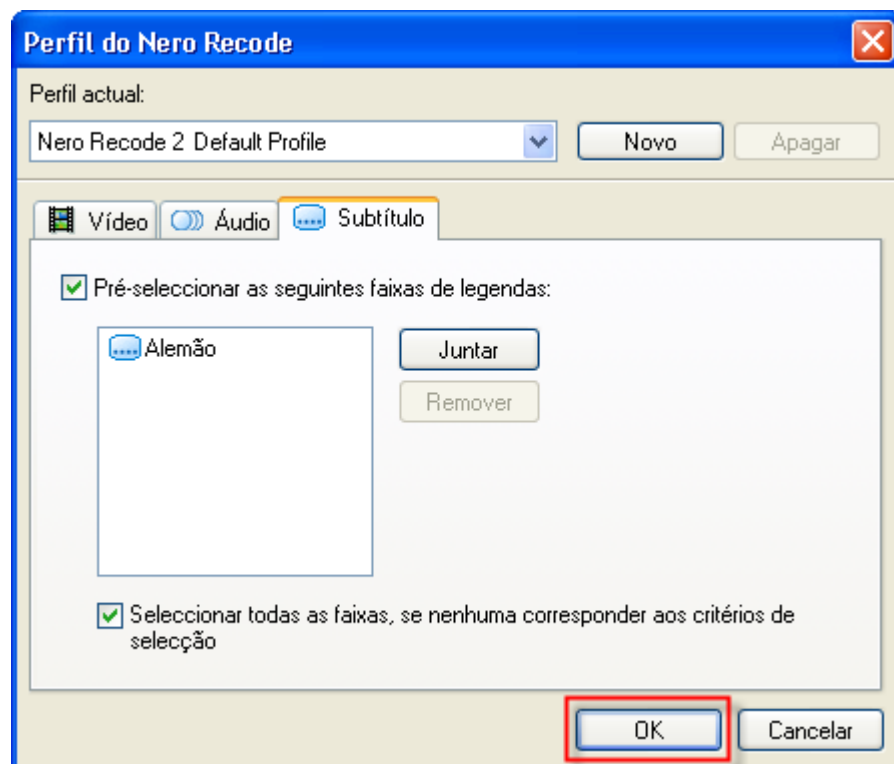 Perfil do Nero Recode
Perfil actual:
Nero Recode 2 Default Profile
Novo
Apagar
Vídeo
Áudio
Subtítulo
Pré-seleccionar as seguintes faixas de legendas:
Alemão
Juntar
Remover
Seleccionar todas as faixas, se nenhuma corresponder aos critérios de
selecção
OK
Cancelar